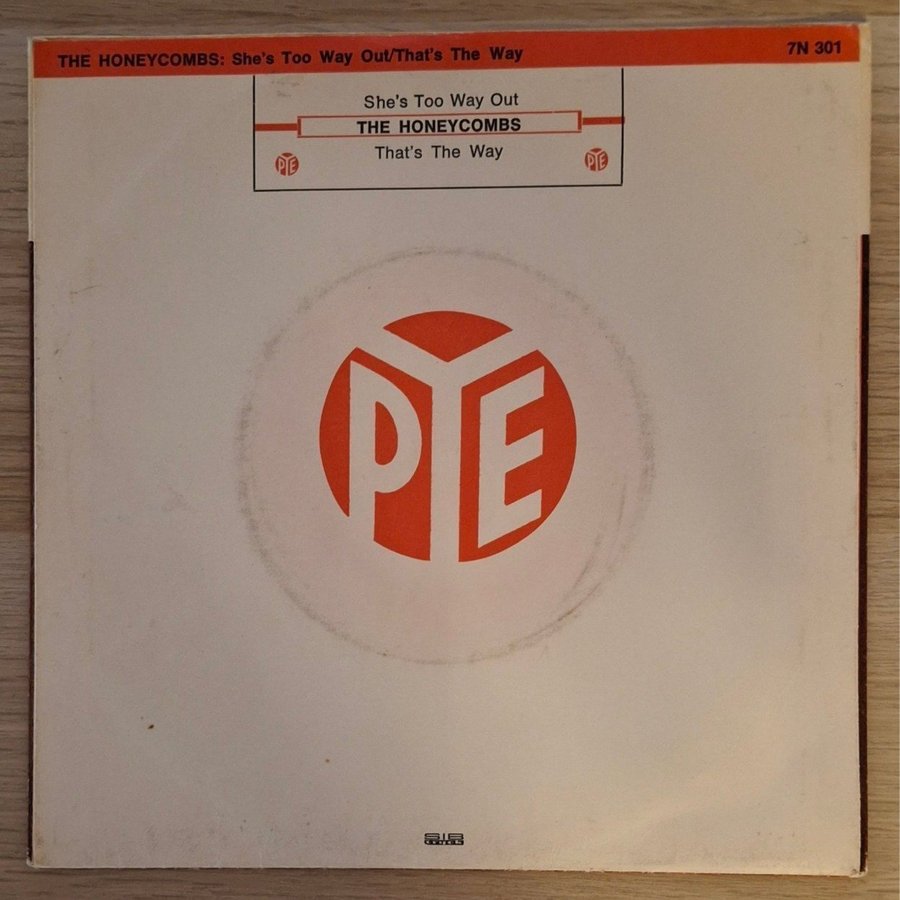 THE HONEYCOMBS: She's Too Way Out/That's The Way 7N 301
She's Too Way Out
THE HONEYCOMBS
That's The Way
PYE PYE
PYE